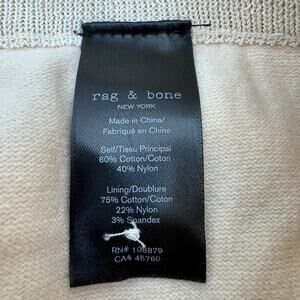 rag & bone
NEW YORK
Made in China/
Fabriqué en Chine
Self/Tissu Principal
60% Cotton/Coton
40% Nylon
Lining/Doublure
75% Cotton/Coton
22% Nylon
3% Spandex
RN# 108879
CA# 45760